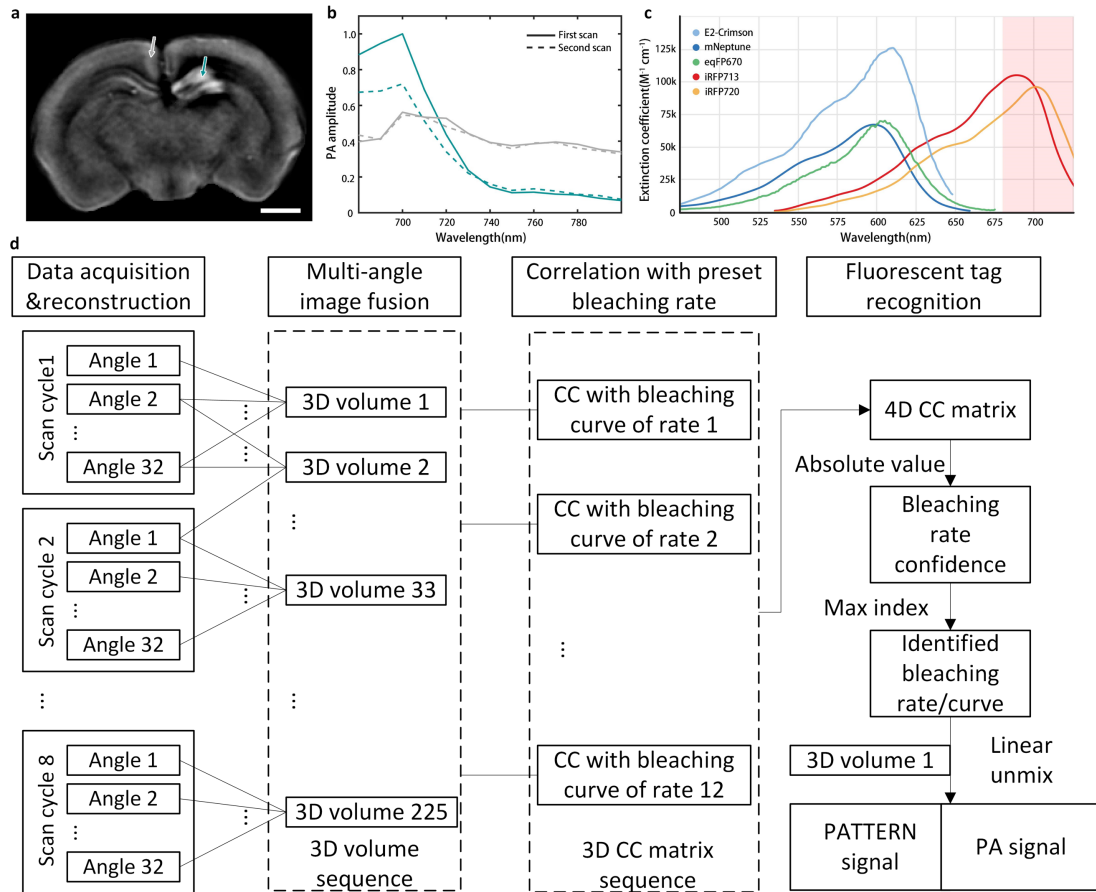 a
b
PA amplitude
1.0
0.8
0.6
0.4
0.2
0
700
720
740
760
780
Wavelength(nm)
First scan
Second scan
c
Extinction coefficient(M⁻¹ cm⁻¹)
125k
100k
75k
50k
25k
0
500
525
550
575
600
625
650
675
700
Wavelength(nm)
E2-Crimson
mNeptune
eqFP670
iRFP713
iRFP720
d
Data acquisition
&reconstruction
Multi-angle
image fusion
Correlation with preset
bleaching rate
Fluorescent tag
recognition
Scan cycle1
Angle 1
Angle 2
...
Angle 32
Scan cycle 2
Angle 1
Angle 2
...
Angle 32
...
Scan cycle 8
Angle 1
Angle 2
...
Angle 32
...
...
...
...
3D volume 1
3D volume 2
...
3D volume 33
...
3D volume 225
3D volume
sequence
CC with bleaching
curve of rate 1
CC with bleaching
curve of rate 2
...
CC with bleaching
curve of rate 12
3D CC matrix
sequence
4D CC matrix
Absolute value
Bleaching
rate
confidence
Max index
Identified
bleaching
rate/curve
3D volume 1
Linear
unmix
PATTERN
signal
PA signal